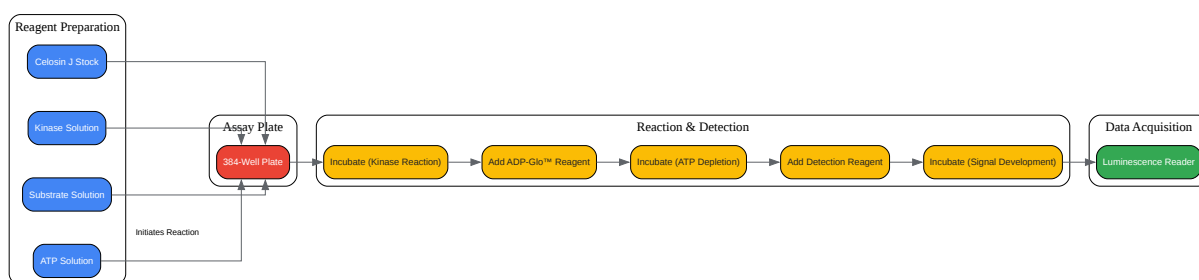 Reagent Preparation
Celosin J Stock
Kinase Solution
Substrate Solution
ATP Solution
Initiates Reaction
Assay Plate
384-Well Plate
Reaction & Detection
Incubate (Kinase Reaction)
Add ADP-Glo™ Reagent
Incubate (ATP Depletion)
Add Detection Reagent
Incubate (Signal Development)
Data Acquisition
Luminescence Reader